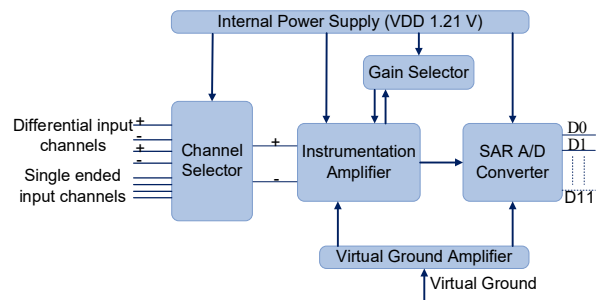 Internal Power Supply (VDD 1.21 V)
Gain Selector
Differential input
channels
+
-
+
-
Single ended
input channels
Channel
Selector
+
-
Instrumentation
Amplifier
SAR A/D
Converter
D0
D1
D11
Virtual Ground Amplifier
Virtual Ground